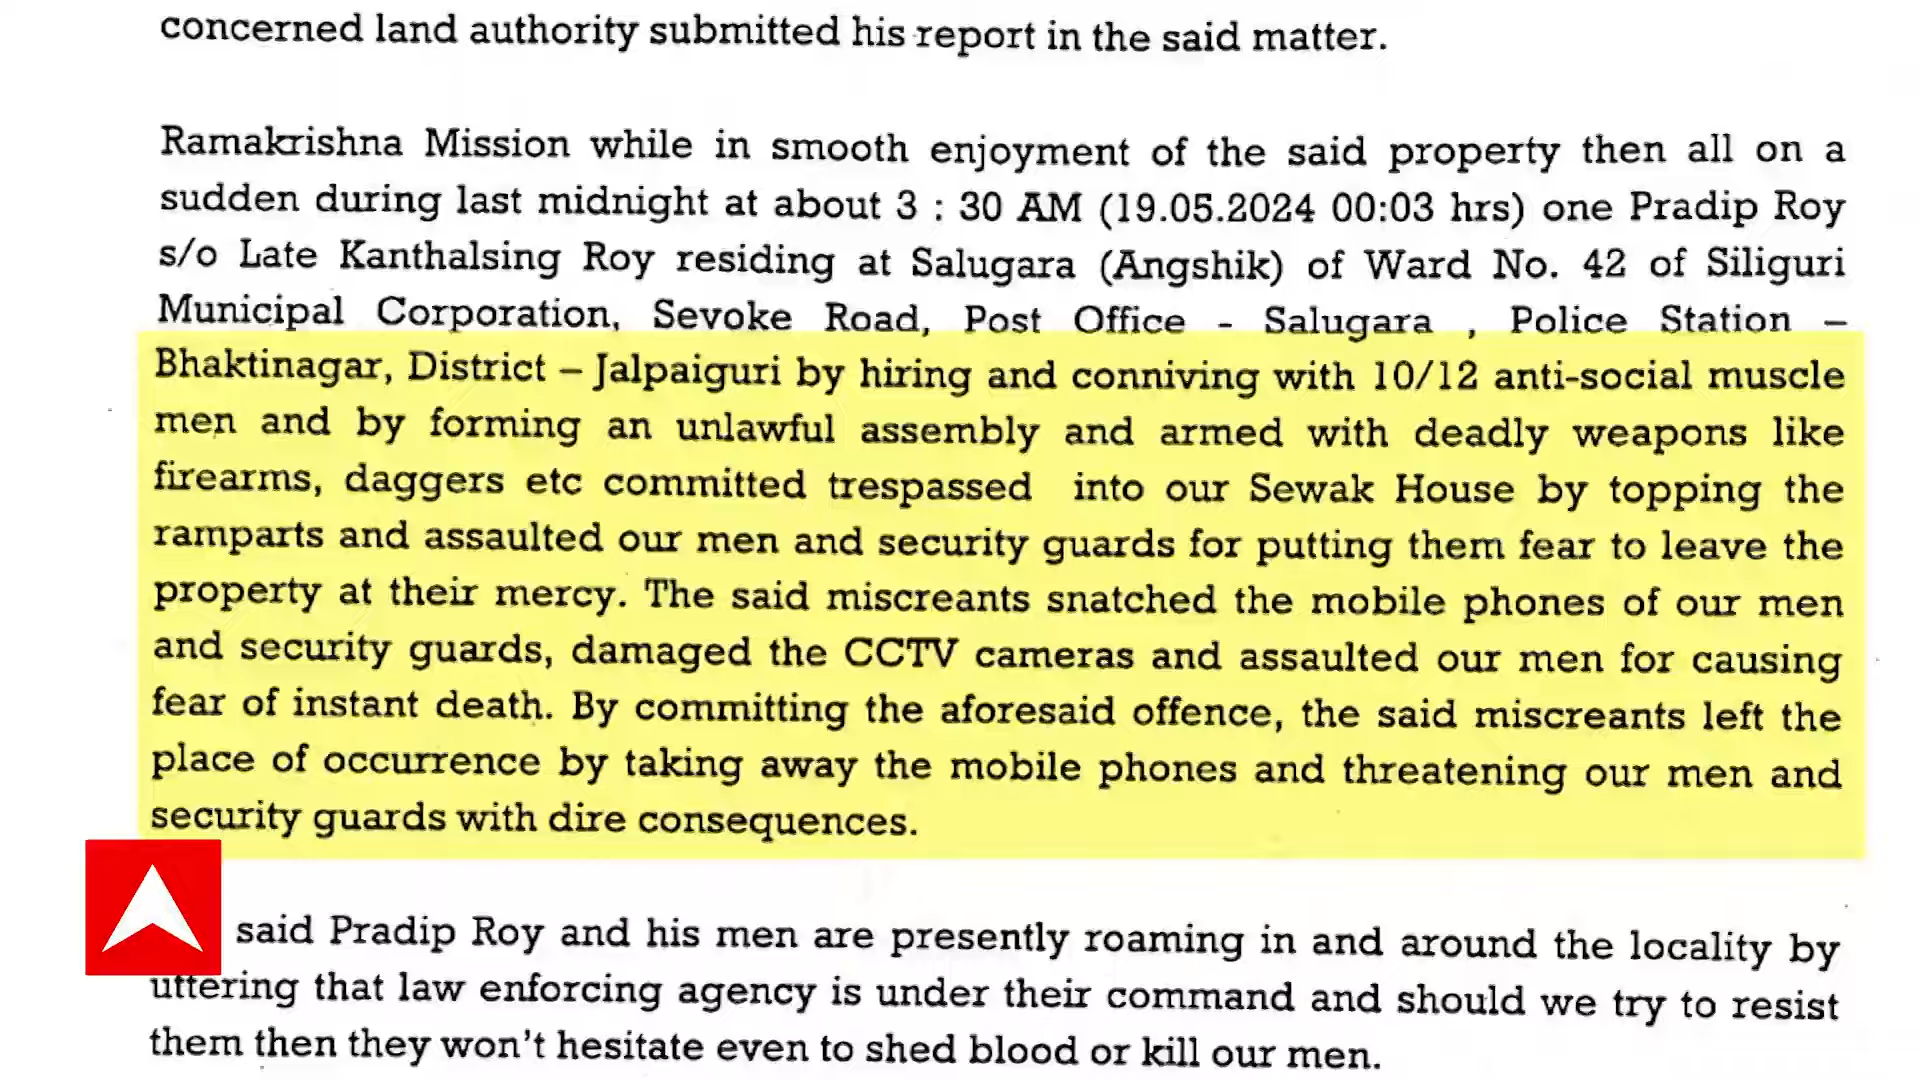 concerned land authority submitted his report in the said matter.
Ramakrishna Mission while in smooth enjoyment of the said property then all on a
sudden during last midnight at about 3 : 30 AM (19.05.2024 00:03 hrs) one Pradip Roy
s/o Late Kanthalsing Roy residing at Salugara (Angshik) of Ward No. 42 of Siliguri
Municipal Corporation, Sevoke Road, Post Office - Salugara , Police Station –
Bhaktinagar, District – Jalpaiguri by hiring and conniving with 10/12 anti-social muscle
men and by forming an unlawful assembly and armed with deadly weapons like
firearms, daggers etc committed trespassed into our Sewak House by topping the
ramparts and assaulted our men and security guards for putting them fear to leave the
property at their mercy. The said miscreants snatched the mobile phones of our men
and security guards, damaged the CCTV cameras and assaulted our men for causing
fear of instant death. By committing the aforesaid offence, the said miscreants left the
place of occurrence by taking away the mobile phones and threatening our men and
security guards with dire consequences.
said Pradip Roy and his men are presently roaming in and around the locality by
uttering that law enforcing agency is under their command and should we try to resist
them then they won't hesitate even to shed blood or kill our men.